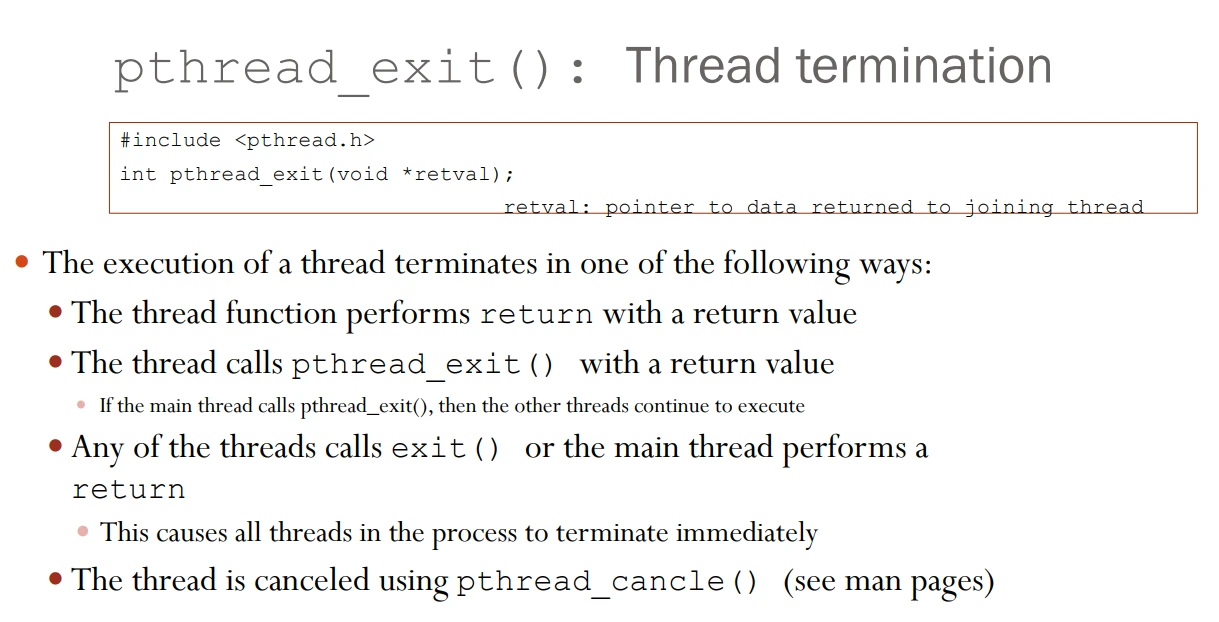 pthread_exit(): Thread termination
#include <pthread.h>
int pthread_exit(void *retval);
retval: pointer to data returned to joining thread
• The execution of a thread terminates in one of the following ways:
• The thread function performs return with a return value
• The thread calls pthread_exit() with a return value
• If the main thread calls pthread_exit(), then the other threads continue to execute
• Any of the threads calls exit() or the main thread performs a
return
• This causes all threads in the process to terminate immediately
• The thread is canceled using pthread_cancle() (see man pages)